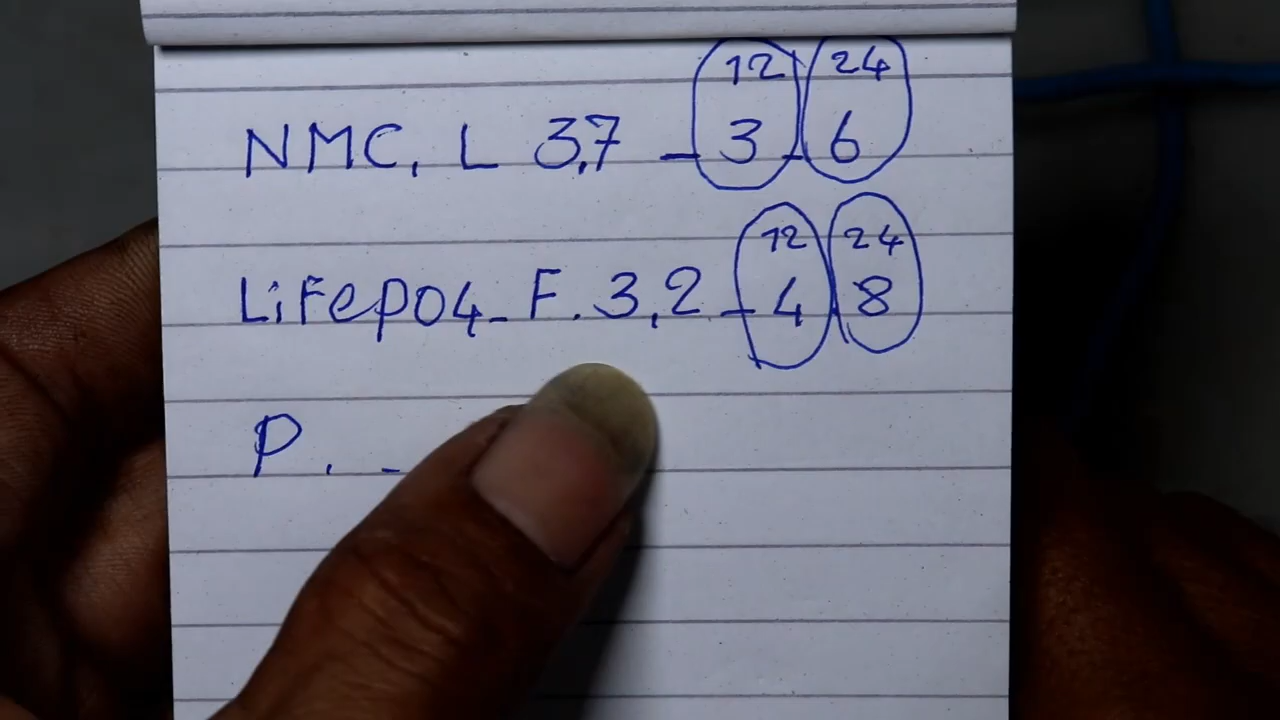 12 24
NMC, L 3,7 - 3 - 6
12 24
LiFePO4 - F. 3,2 - 4 8
P. -